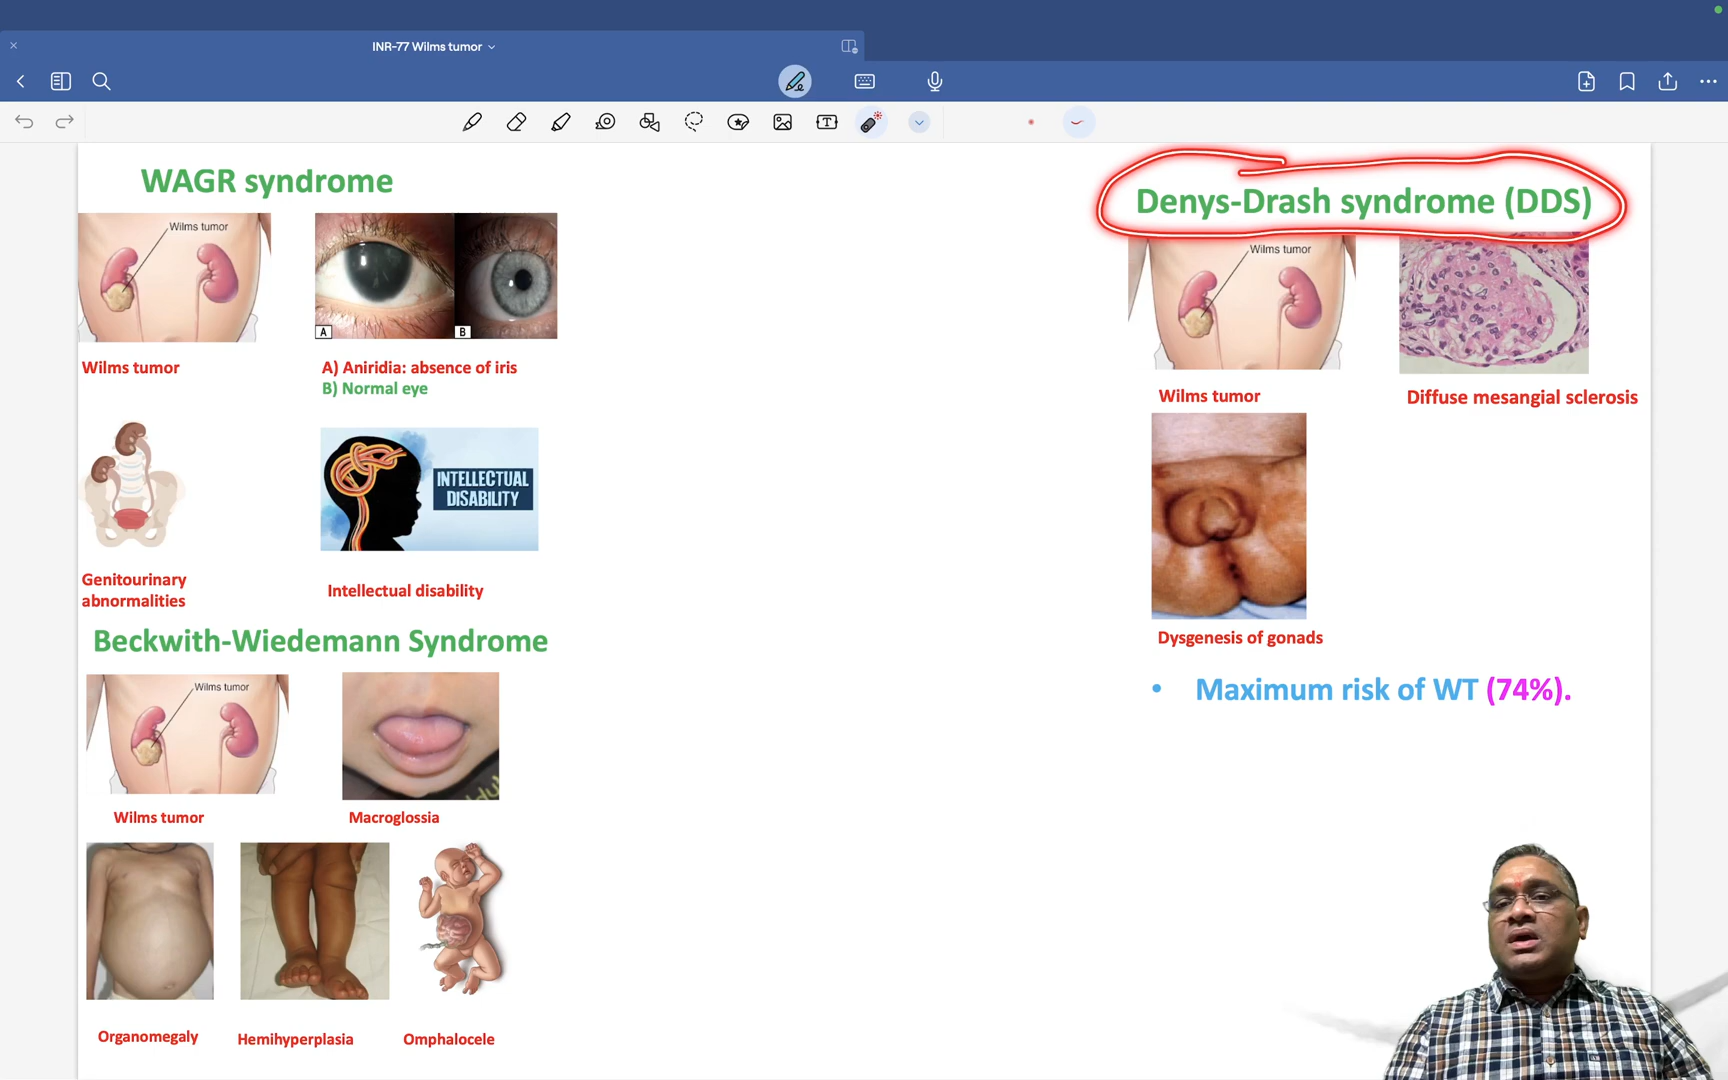 INR-77 Wilms tumor
WAGR syndrome
Wilms tumor
A
B
Wilms tumor
A) Aniridia: absence of iris
B) Normal eye
INTELLECTUAL
DISABILITY
Genitourinary
abnormalities
Intellectual disability
Beckwith-Wiedemann Syndrome
Wilms tumor
Wilms tumor
Macroglossia
Organomegaly
Hemihyperplasia
Omphalocele
Denys-Drash syndrome (DDS)
Wilms tumor
Wilms tumor
Diffuse mesangial sclerosis
Dysgenesis of gonads
• Maximum risk of WT (74%).